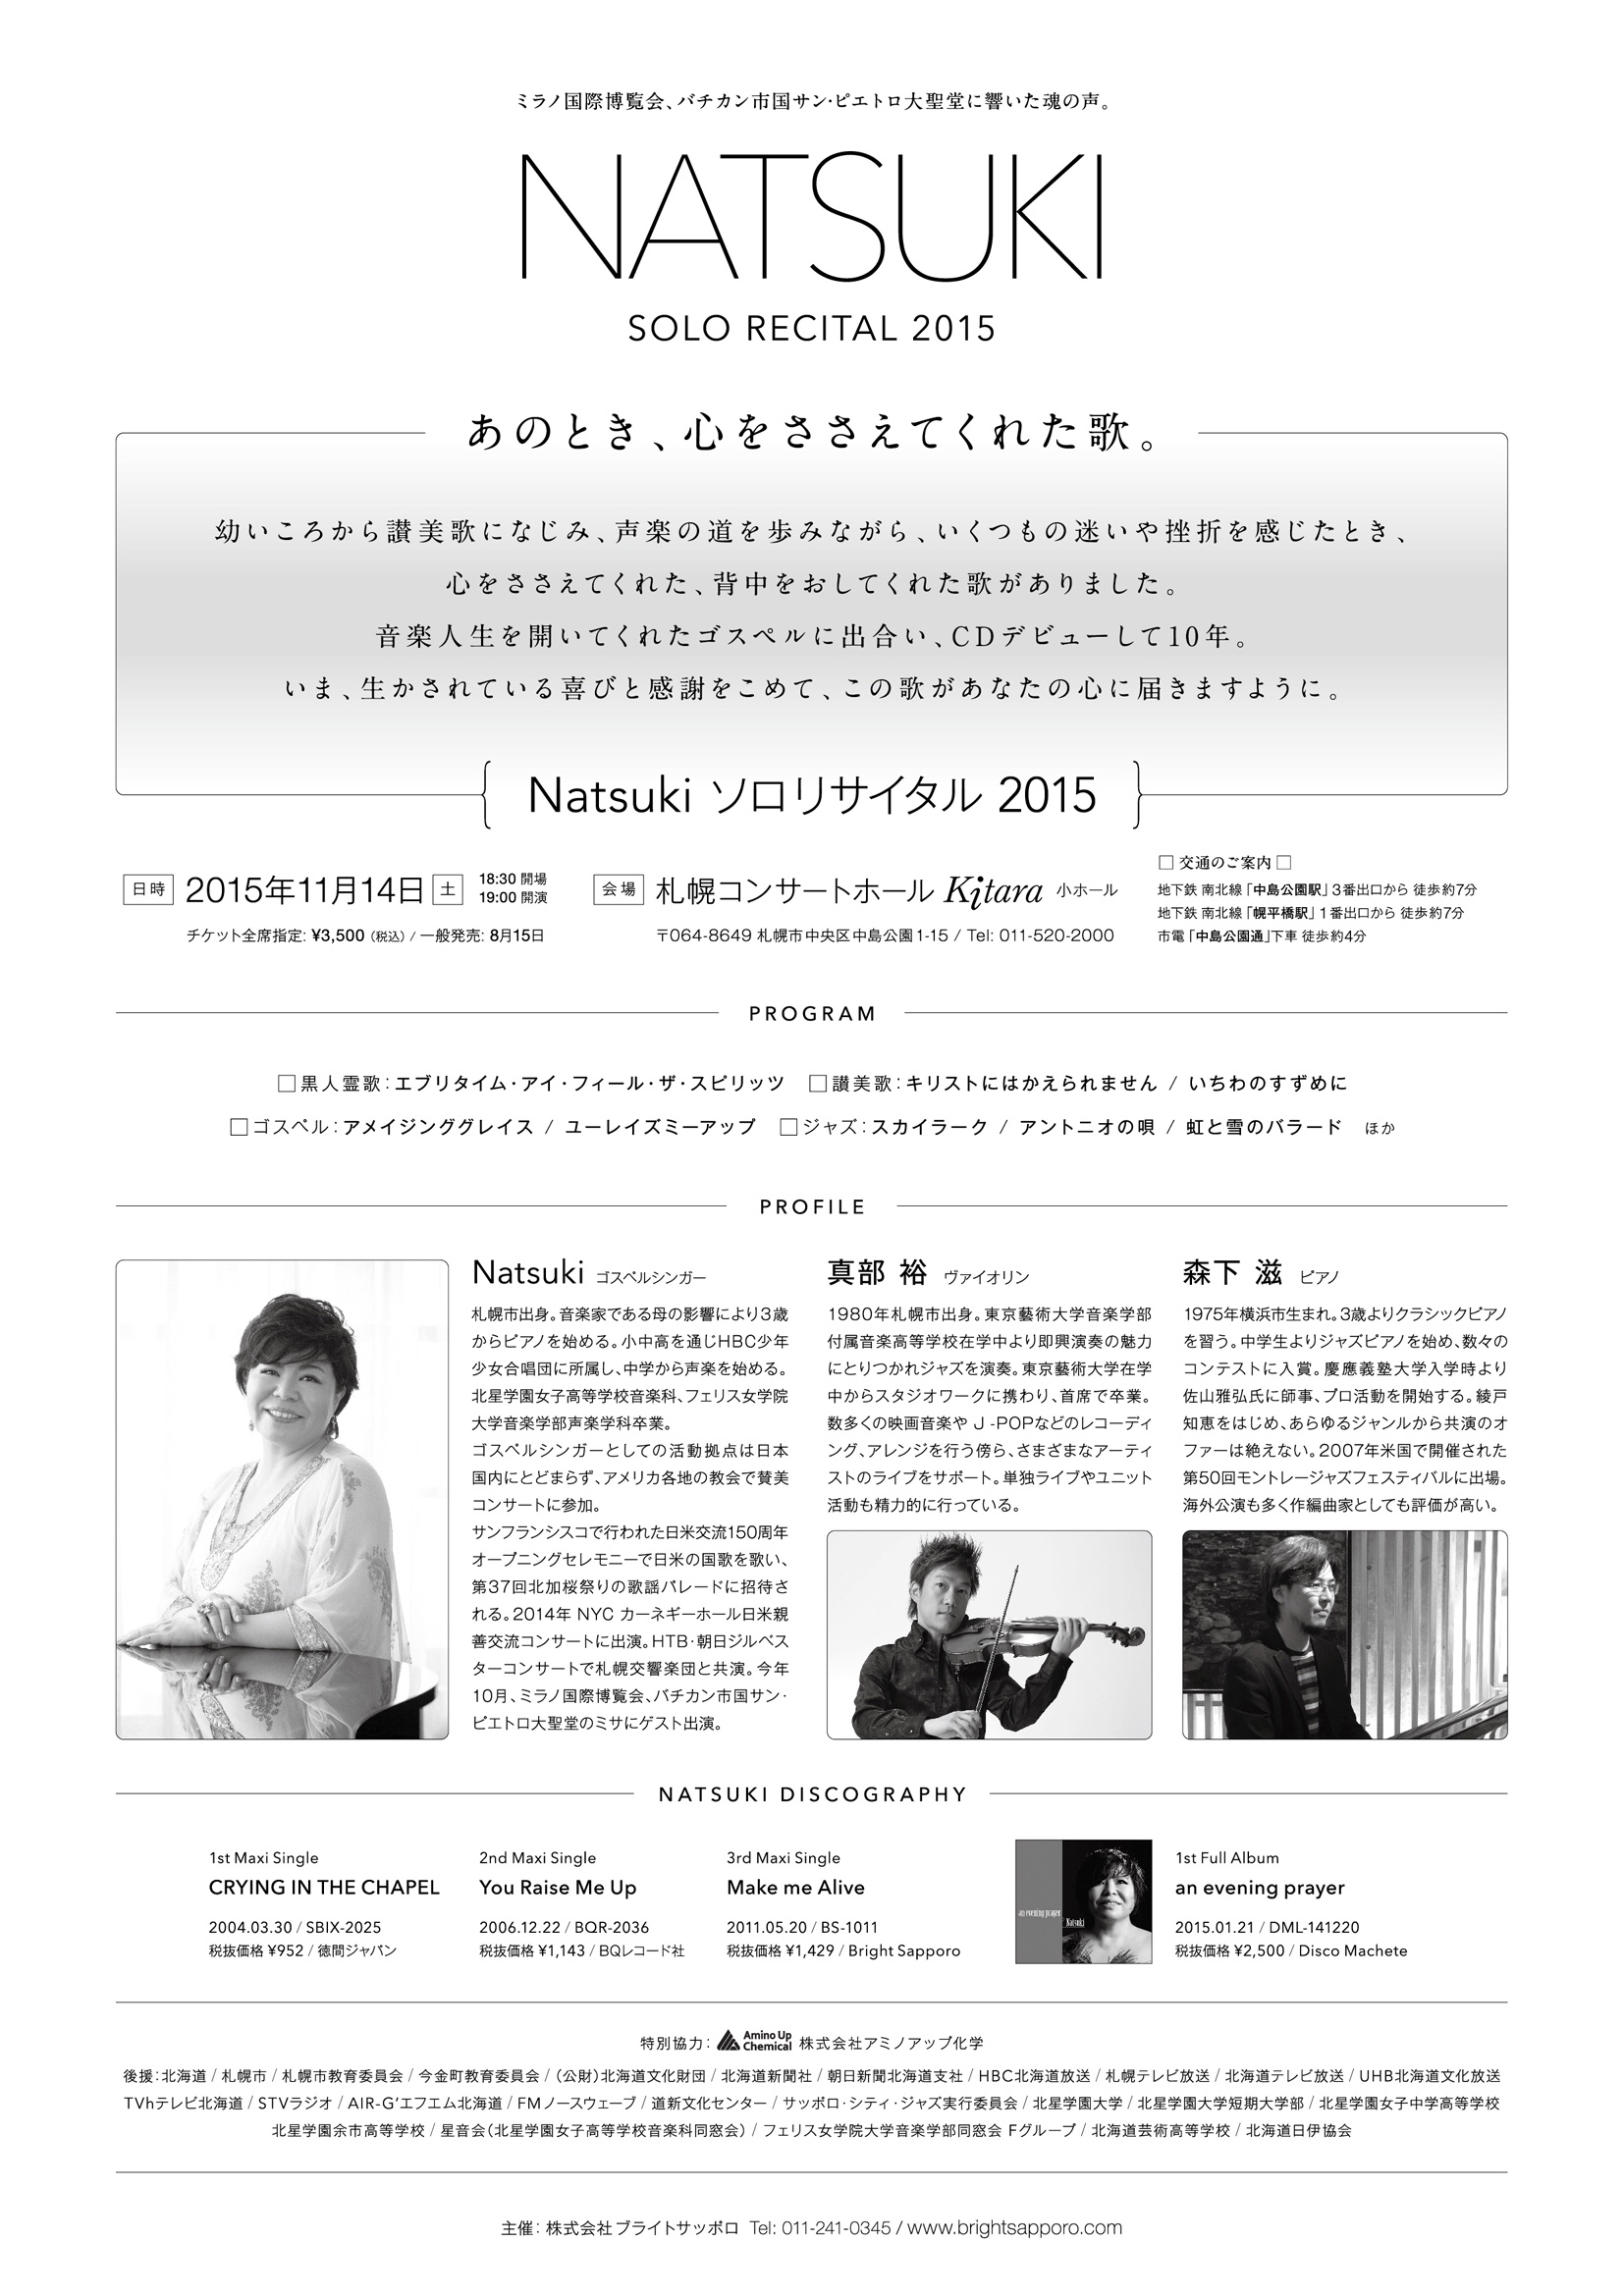 ミラノ国際博覧会、バチカン市国サン・ピエトロ大聖堂に響いた魂の声。
NATSUKI
SOLO RECITAL 2015
あのとき、心をささえてくれた歌。
幼いころから讃美歌になじみ、声楽の道を歩みながら、いくつもの迷いや挫折を感じたとき、
心をささえてくれた、背中をおしてくれた歌がありました。
音楽人生を開いてくれたゴスペルに出合い、CDデビューして10年。
いま、生かされている喜びと感謝をこめて、この歌があなたの心に届きますように。
Natsuki ソロリサイタル 2015
日時 2015年11月14日 土 18:30 開場
19:00 開演
チケット全席指定: ¥3,500 (税込) / 一般発売: 8月15日
会場 札幌コンサートホール Kitara 小ホール
〒064-8649 札幌市中央区中島公園1-15 / Tel: 011-520-2000
□ 交通のご案内 □
地下鉄 南北線「中島公園駅」3番出口から 徒歩約7分
地下鉄 南北線「幌平橋駅」1番出口から 徒歩約7分
市電「中島公園通」下車 徒歩約4分
PROGRAM
□黒人霊歌:エブリタイム・アイ・フィール・ザ・スピリッツ □讃美歌:キリストにはかえられません / いちわのすずめに
□ゴスペル:アメイジンググレイス / ユーレイズミーアップ □ジャズ:スカイラーク / アントニオの唄 / 虹と雪のバラード ほか
PROFILE
Natsuki ゴスペルシンガー
札幌市出身。音楽家である母の影響により3歳
からピアノを始める。小中高を通じHBC少年
少女合唱団に所属し、中学から声楽を始める。
北星学園女子高等学校音楽科、フェリス女学院
大学音楽学部声楽学科卒業。
ゴスペルシンガーとしての活動拠点は日本
国内にとどまらず、アメリカ各地の教会で賛美
コンサートに参加。
サンフランシスコで行われた日米交流150周年
オープニングセレモニーで日米の国歌を歌い、
第37回北加桜祭りの歌謡パレードに招待さ
れる。2014年 NYC カーネギーホール日米親
善交流コンサートに出演。HTB・朝日ジルベス
ターコンサートで札幌交響楽団と共演。今年
10月、ミラノ国際博覧会、バチカン市国サン・
ピエトロ大聖堂のミサにゲスト出演。
真部 裕 ヴァイオリン
1980年札幌市出身。東京藝術大学音楽学部
付属音楽高等学校在学中より即興演奏の魅力
にとりつかれジャズを演奏。東京藝術大学在学
中からスタジオワークに携わり、首席で卒業。
数多くの映画音楽や J -POPなどのレコーディ
ング、アレンジを行う傍ら、さまざまなアーティ
ストのライブをサポート。単独ライブやユニット
活動も精力的に行っている。
森下 滋 ピアノ
1975年横浜市生まれ。3歳よりクラシックピアノ
を習う。中学生よりジャズピアノを始め、数々の
コンテストに入賞。慶應義塾大学入学時より
佐山雅弘氏に師事、プロ活動を開始する。綾戸
知恵をはじめ、あらゆるジャンルから共演のオ
ファーは絶えない。2007年米国で開催された
第50回モントレージャズフェスティバルに出場。
海外公演も多く作編曲家としても評価が高い。
NATSUKI DISCOGRAPHY
1st Maxi Single
CRYING IN THE CHAPEL
2004.03.30 / SBIX-2025
税抜価格 ¥952 / 徳間ジャパン
2nd Maxi Single
You Raise Me Up
2006.12.22 / BQR-2036
税抜価格 ¥1,143 / BQレコード社
3rd Maxi Single
Make me Alive
2011.05.20 / BS-1011
税抜価格 ¥1,429 / Bright Sapporo
an evening prayer
Natsuki
1st Full Album
an evening prayer
2015.01.21 / DML-141220
税抜価格 ¥2,500 / Disco Machete
特別協力: Amino Up Chemical 株式会社アミノアップ化学
後援:北海道 / 札幌市 / 札幌市教育委員会 / 今金町教育委員会 / (公財)北海道文化財団 / 北海道新聞社 / 朝日新聞北海道支社 / HBC北海道放送 / 札幌テレビ放送 / 北海道テレビ放送 / UHB北海道文化放送
TVhテレビ北海道 / STVラジオ / AIR-G'エフエム北海道 / FMノースウェーブ / 道新文化センター / サッポロ・シティ・ジャズ実行委員会 / 北星学園大学 / 北星学園大学短期大学部 / 北星学園女子中学高等学校
北星学園余市高等学校 / 星音会(北星学園女子高等学校音楽科同窓会) / フェリス女学院大学音楽学部同窓会 Fグループ / 北海道芸術高等学校 / 北海道日伊協会
主催: 株式会社ブライトサッポロ Tel: 011-241-0345 / www.brightsapporo.com